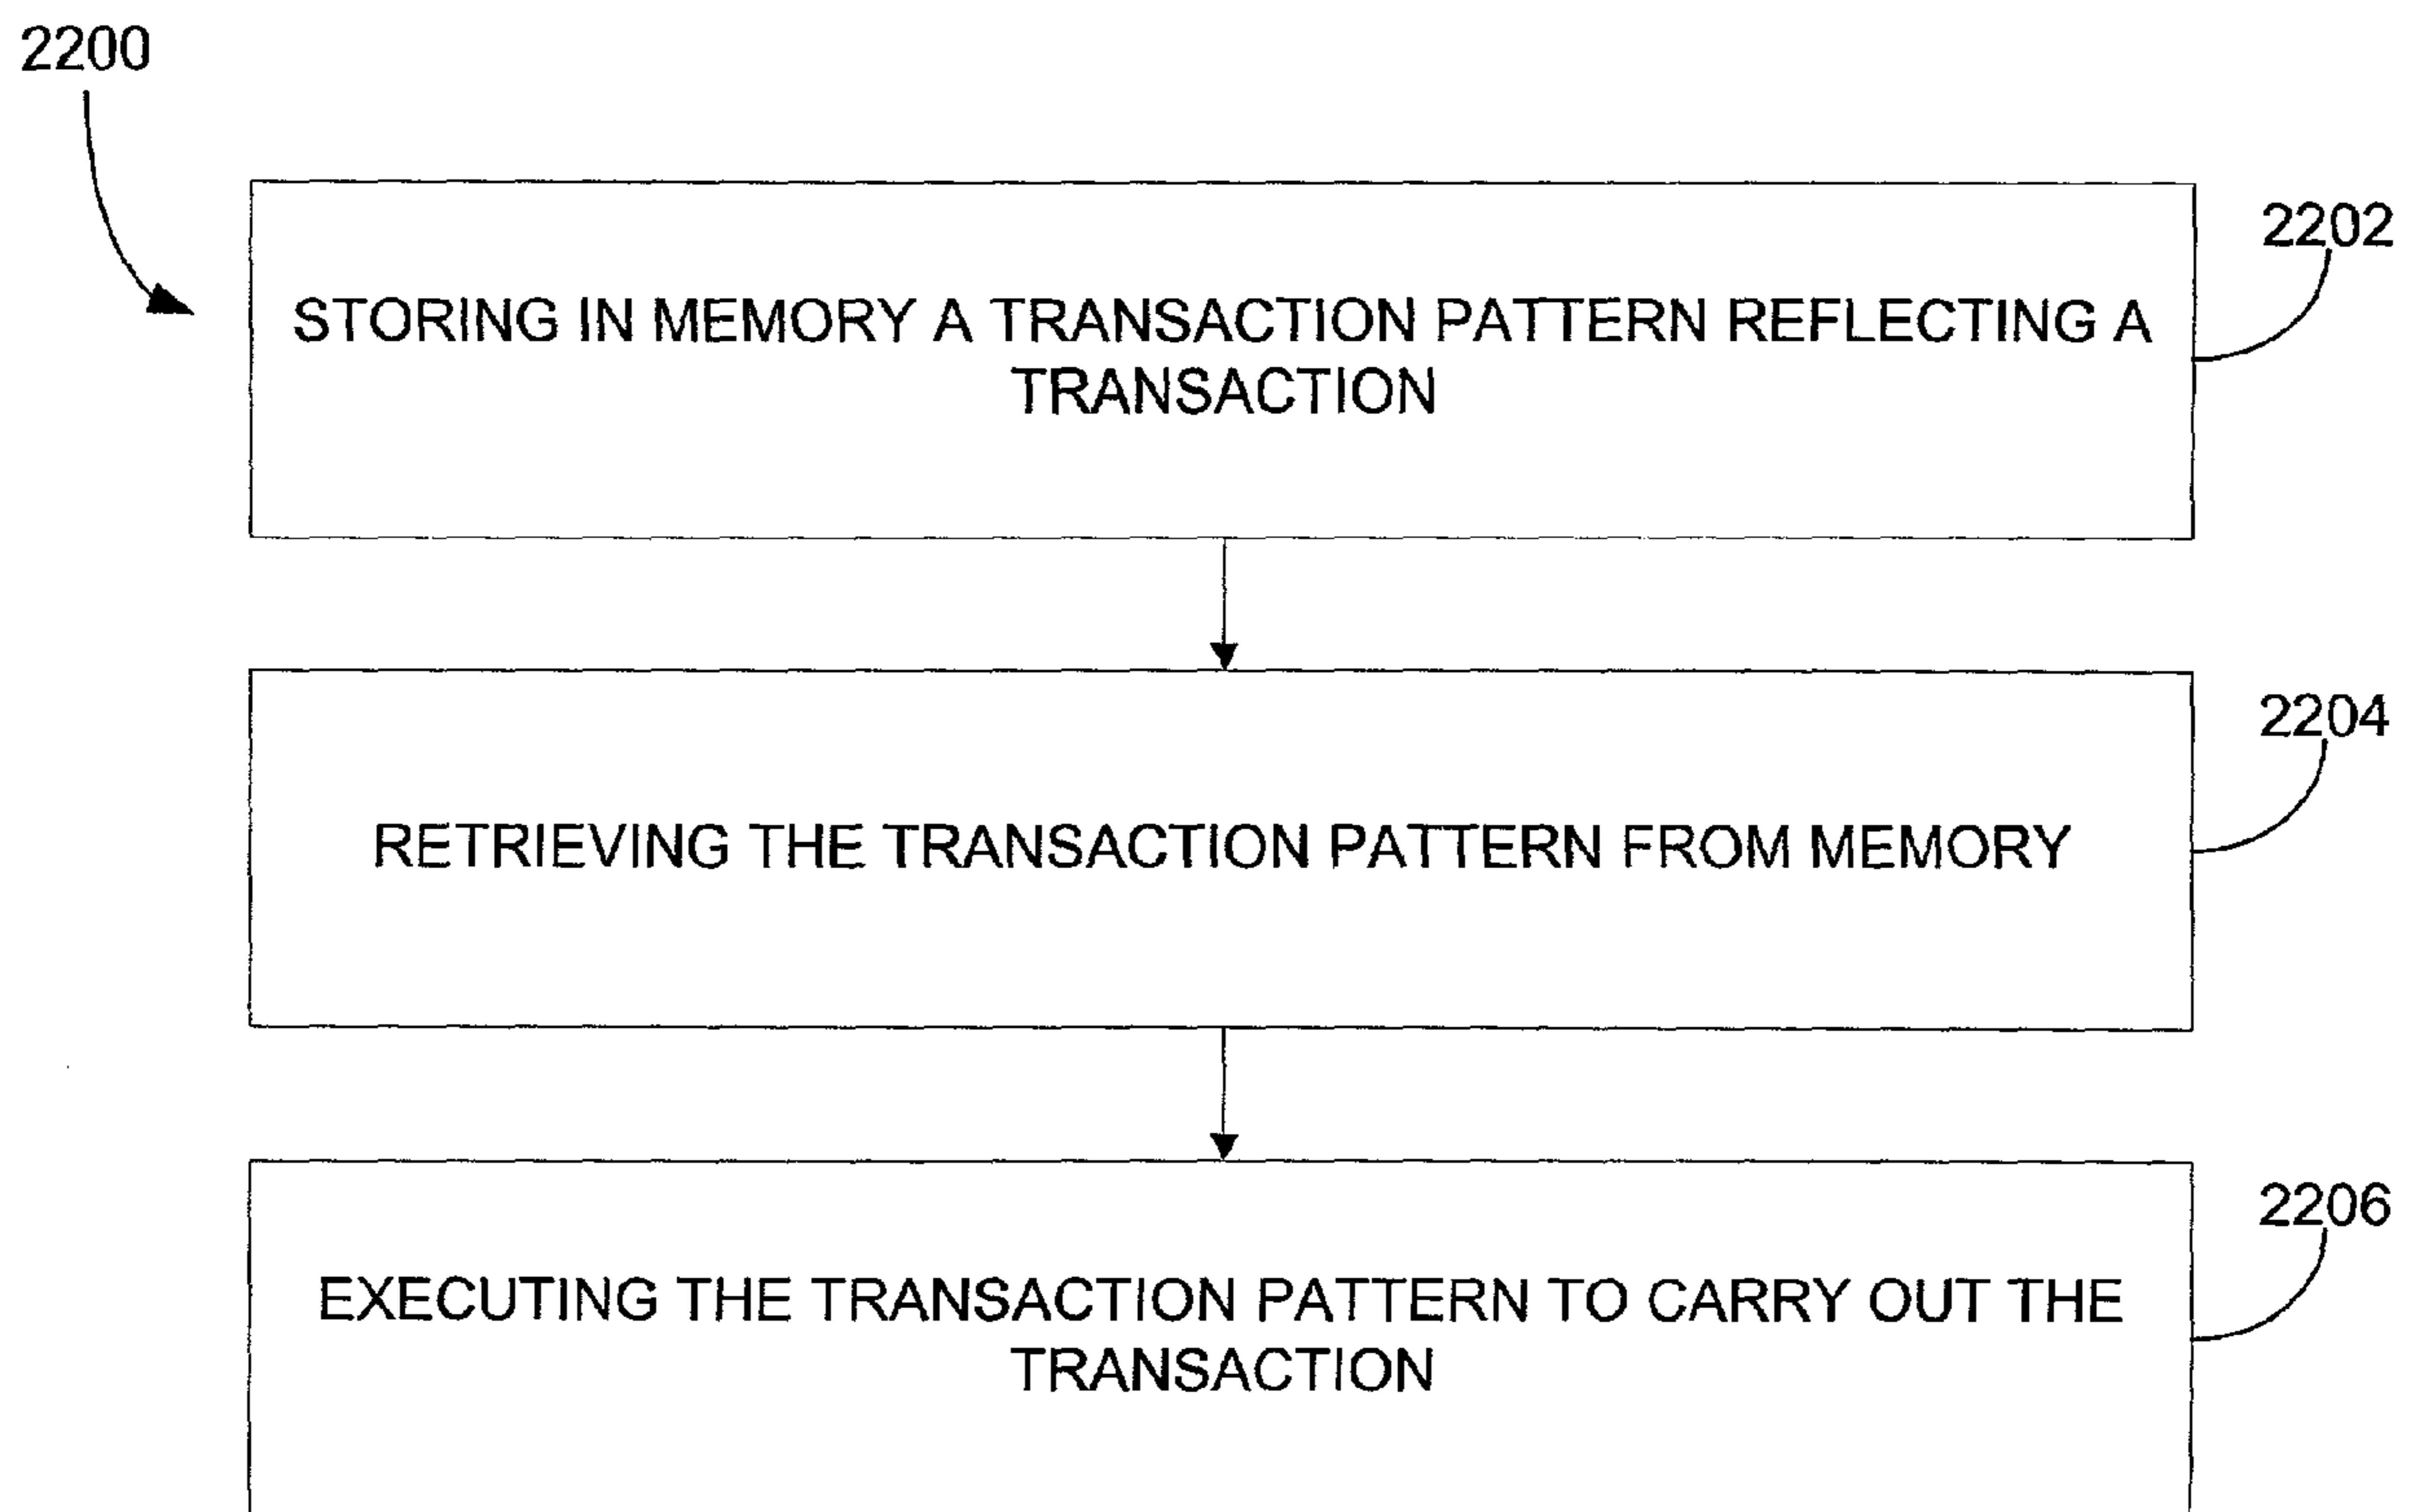 2200
2202
STORING IN MEMORY A TRANSACTION PATTERN REFLECTING A
TRANSACTION
2204
RETRIEVING THE TRANSACTION PATTERN FROM MEMORY
2206
EXECUTING THE TRANSACTION PATTERN TO CARRY OUT THE
TRANSACTION